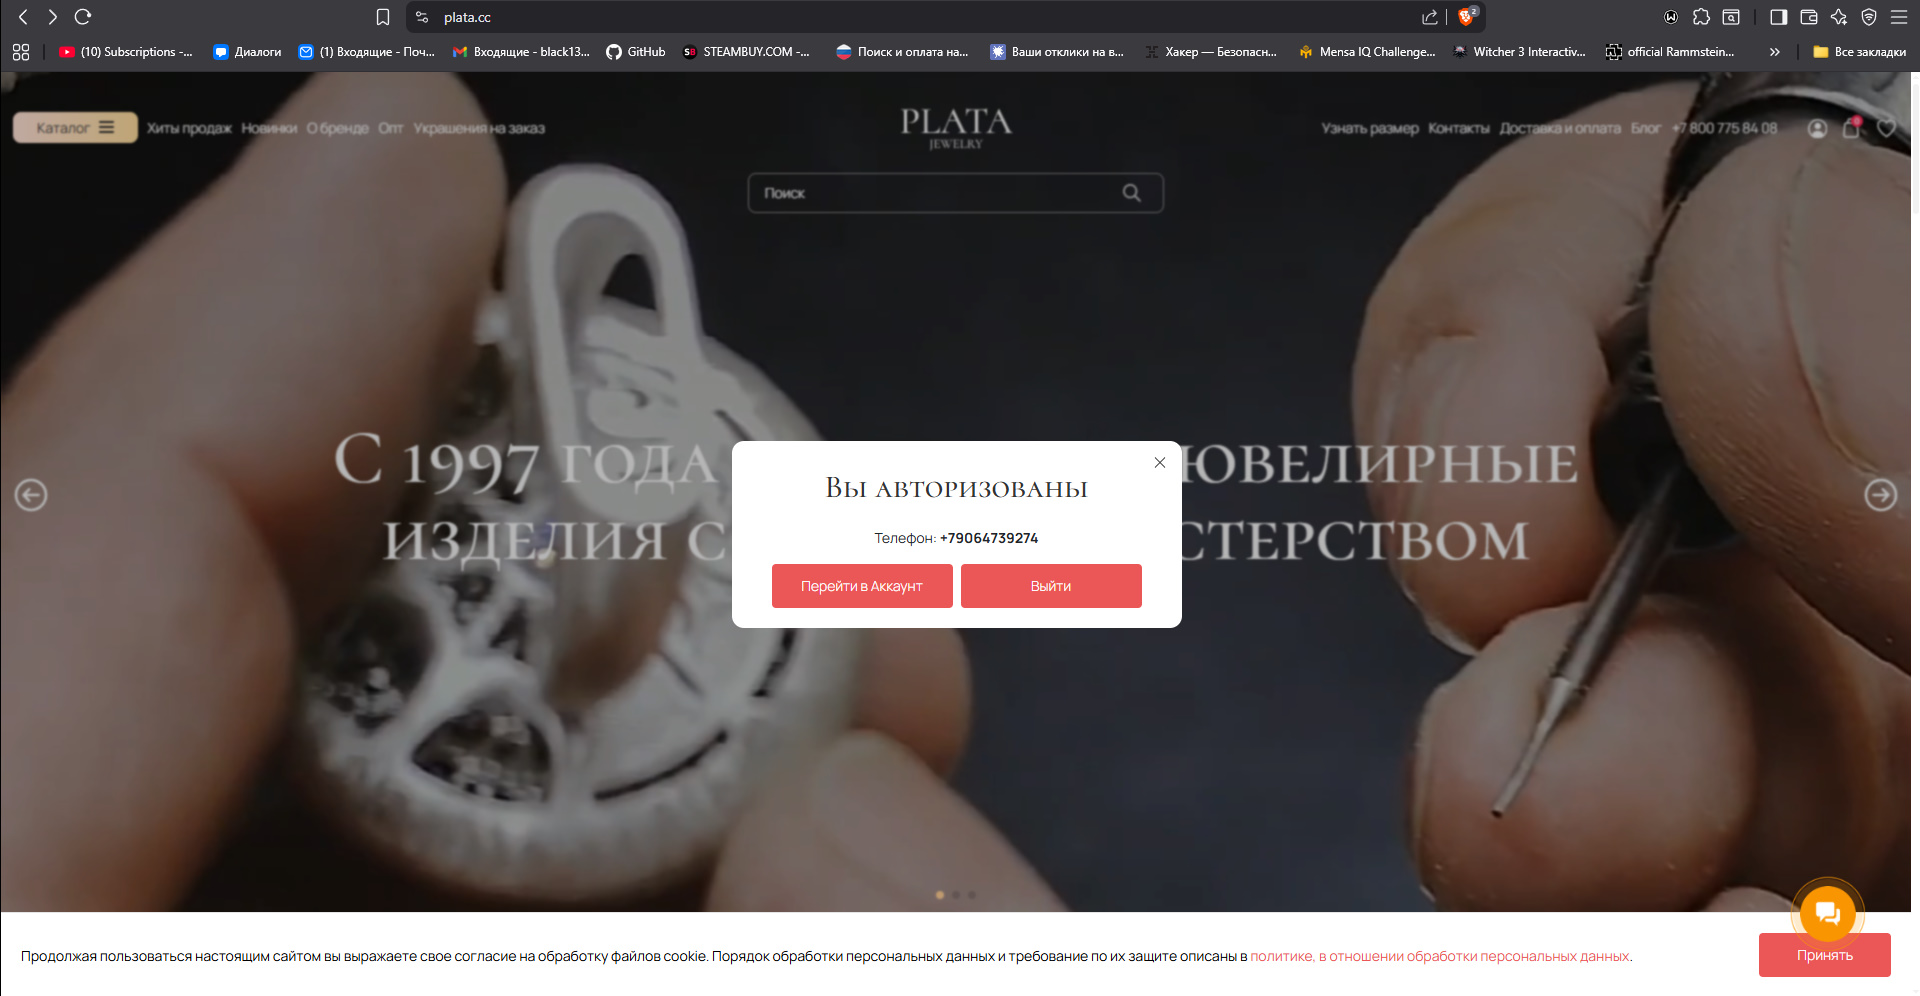 plata.cc
2
(10) Subscriptions -...
Диалоги
(1) Входящие - Поч...
Входящие - black13...
GitHub
STEAMBUY.COM -...
Поиск и оплата на...
Ваши отклики на в...
Хакер — Безопасн...
Mensa IQ Challenge...
Witcher 3 Interactiv...
official Rammstein...
Все закладки
Каталог
Хиты продаж
Новинки
О бренде
Опт
Украшения на заказ
PLATA
JEWELRY
Узнать размер
Контакты
Доставка и оплата
Блог
+7 800 775 84 08
Поиск
С 1997 ГОДА ЮВЕЛИРНЫЕ
ИЗДЕЛИЯ С СТЕРСТВОМ
Вы авторизованы
Телефон: +79064739274
Перейти в Аккаунт
Выйти
Продолжая пользоваться настоящим сайтом вы выражаете свое согласие на обработку файлов cookie. Порядок обработки персональных данных и требование по их защите описаны в политике, в отношении обработки персональных данных.
Принять